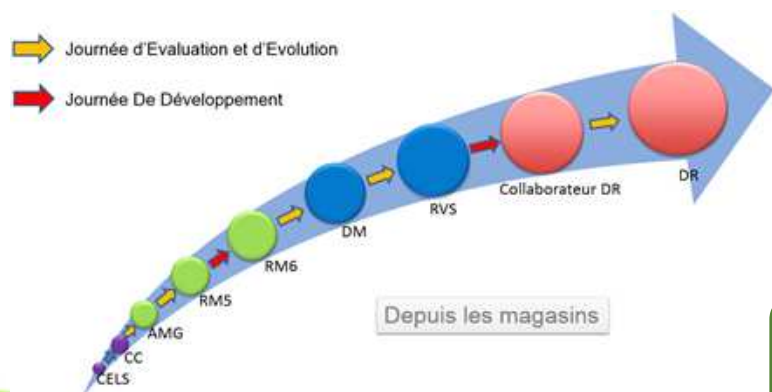 Journée d'Evaluation et d'Evolution
Journée De Développement
DR
Collaborateur DR
RVS
DM
RM6
RM5
AMG
CC
CELS
Depuis les magasins